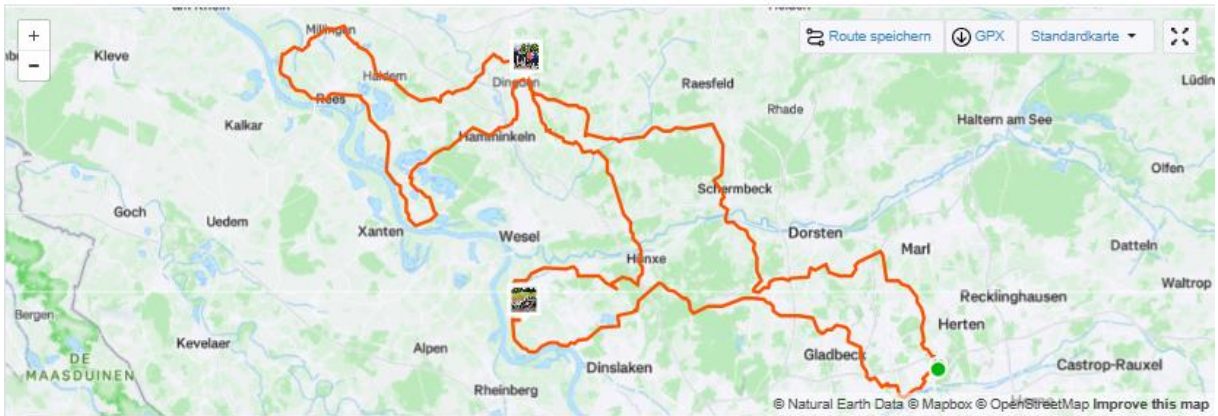 Millingen
Kleve
Haldern
Dingden
Raesfeld
Rees
Rhade
Lüdin
Kalkar
Hamminkeln
Haltern am See
Olfen
Schermbeck
Goch
Uedem
Xanten
Wesel
Dorsten
Marl
Datteln
Hünxe
Waltrop
Recklinghausen
Bergen
Herten
Kevelaer
Alpen
Gladbeck
DE
MAASDUINEN
Dinslaken
Castrop-Rauxel
Rheinberg
+
−
Route speichern GPX Standardkarte
© Natural Earth Data © Mapbox © OpenStreetMap Improve this map